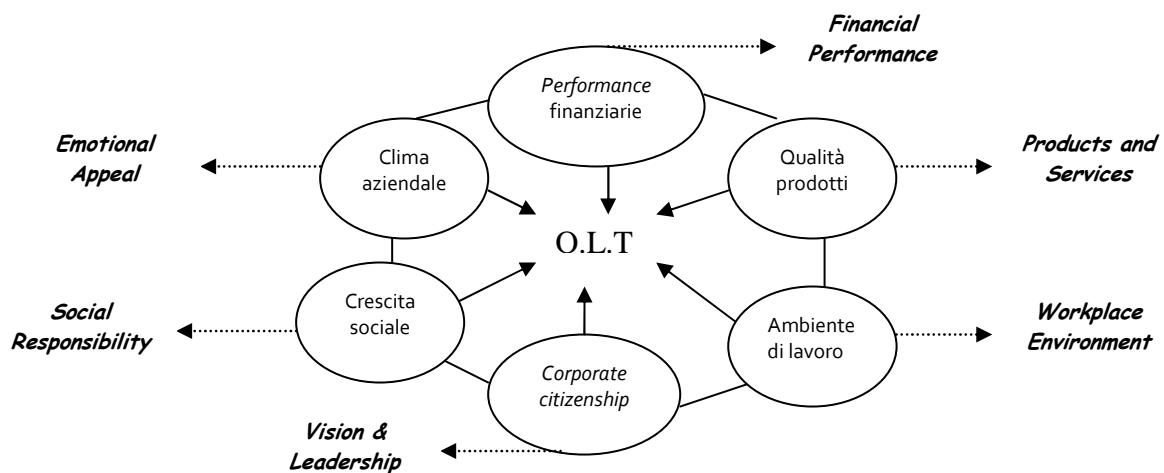 Financial
Performance
Performance
finanziarie
Emotional
Appeal
Clima
aziendale
Qualità
prodotti
Products and
Services
O.L.T
Social
Responsibility
Crescita
sociale
Ambiente
di lavoro
Workplace
Environment
Corporate
citizenship
Vision &
Leadership